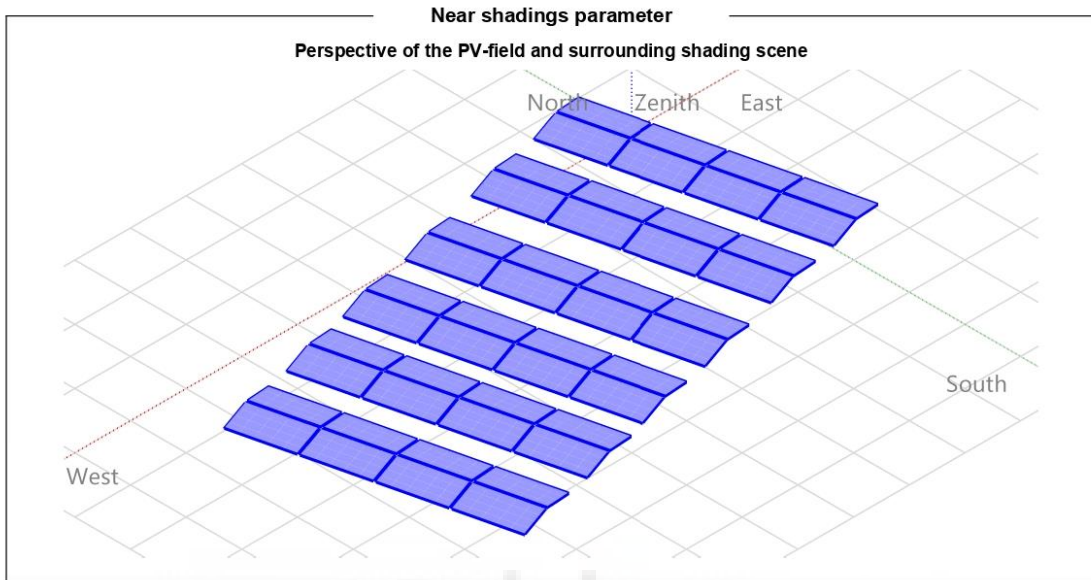 Near shadings parameter
Perspective of the PV-field and surrounding shading scene
North Zenith East
South
West